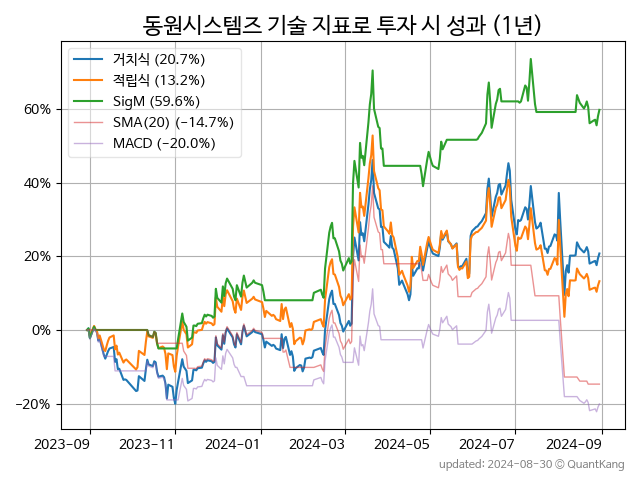 동원시스템즈 기술 지표로 투자 시 성과 (1년)
거치식 (20.7%)
적립식 (13.2%)
SigM (59.6%)
SMA(20) (−14.7%)
MACD (−20.0%)
60%
40%
20%
0%
−20%
2023−09 2023−11 2024−01 2024−03 2024−05 2024−07 2024−09
updated: 2024−08−30 © QuantKang